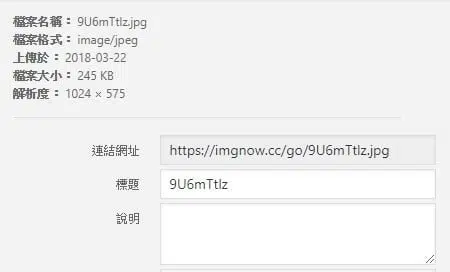 檔案名稱： 9U6mTtlz.jpg
檔案格式： image/jpeg
上傳於： 2018-03-22
檔案大小： 245 KB
解析度： 1024 × 575
連結網址 https://imgnow.cc/go/9U6mTtlz.jpg
標題 9U6mTtlz
說明